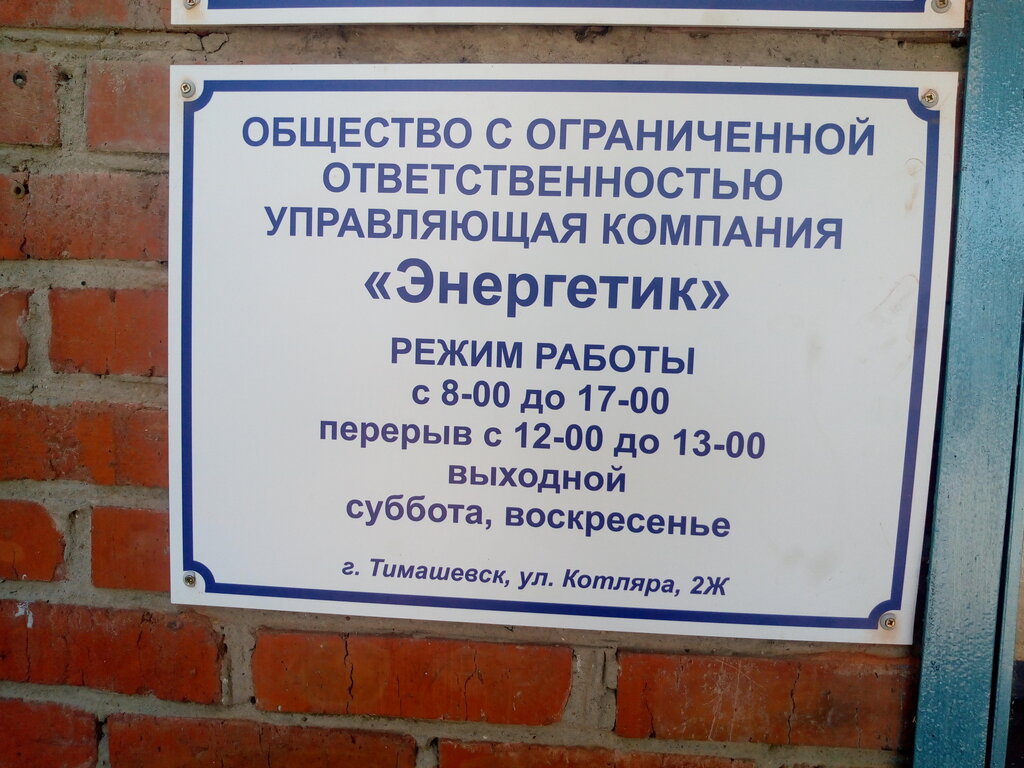 ОБЩЕСТВО С ОГРАНИЧЕННОЙ
ОТВЕТСТВЕННОСТЬЮ
УПРАВЛЯЮЩАЯ КОМПАНИЯ
«Энергетик»
РЕЖИМ РАБОТЫ
с 8-00 до 17-00
перерыв с 12-00 до 13-00
выходной
суббота, воскресенье
г. Тимашевск, ул. Котляра, 2Ж